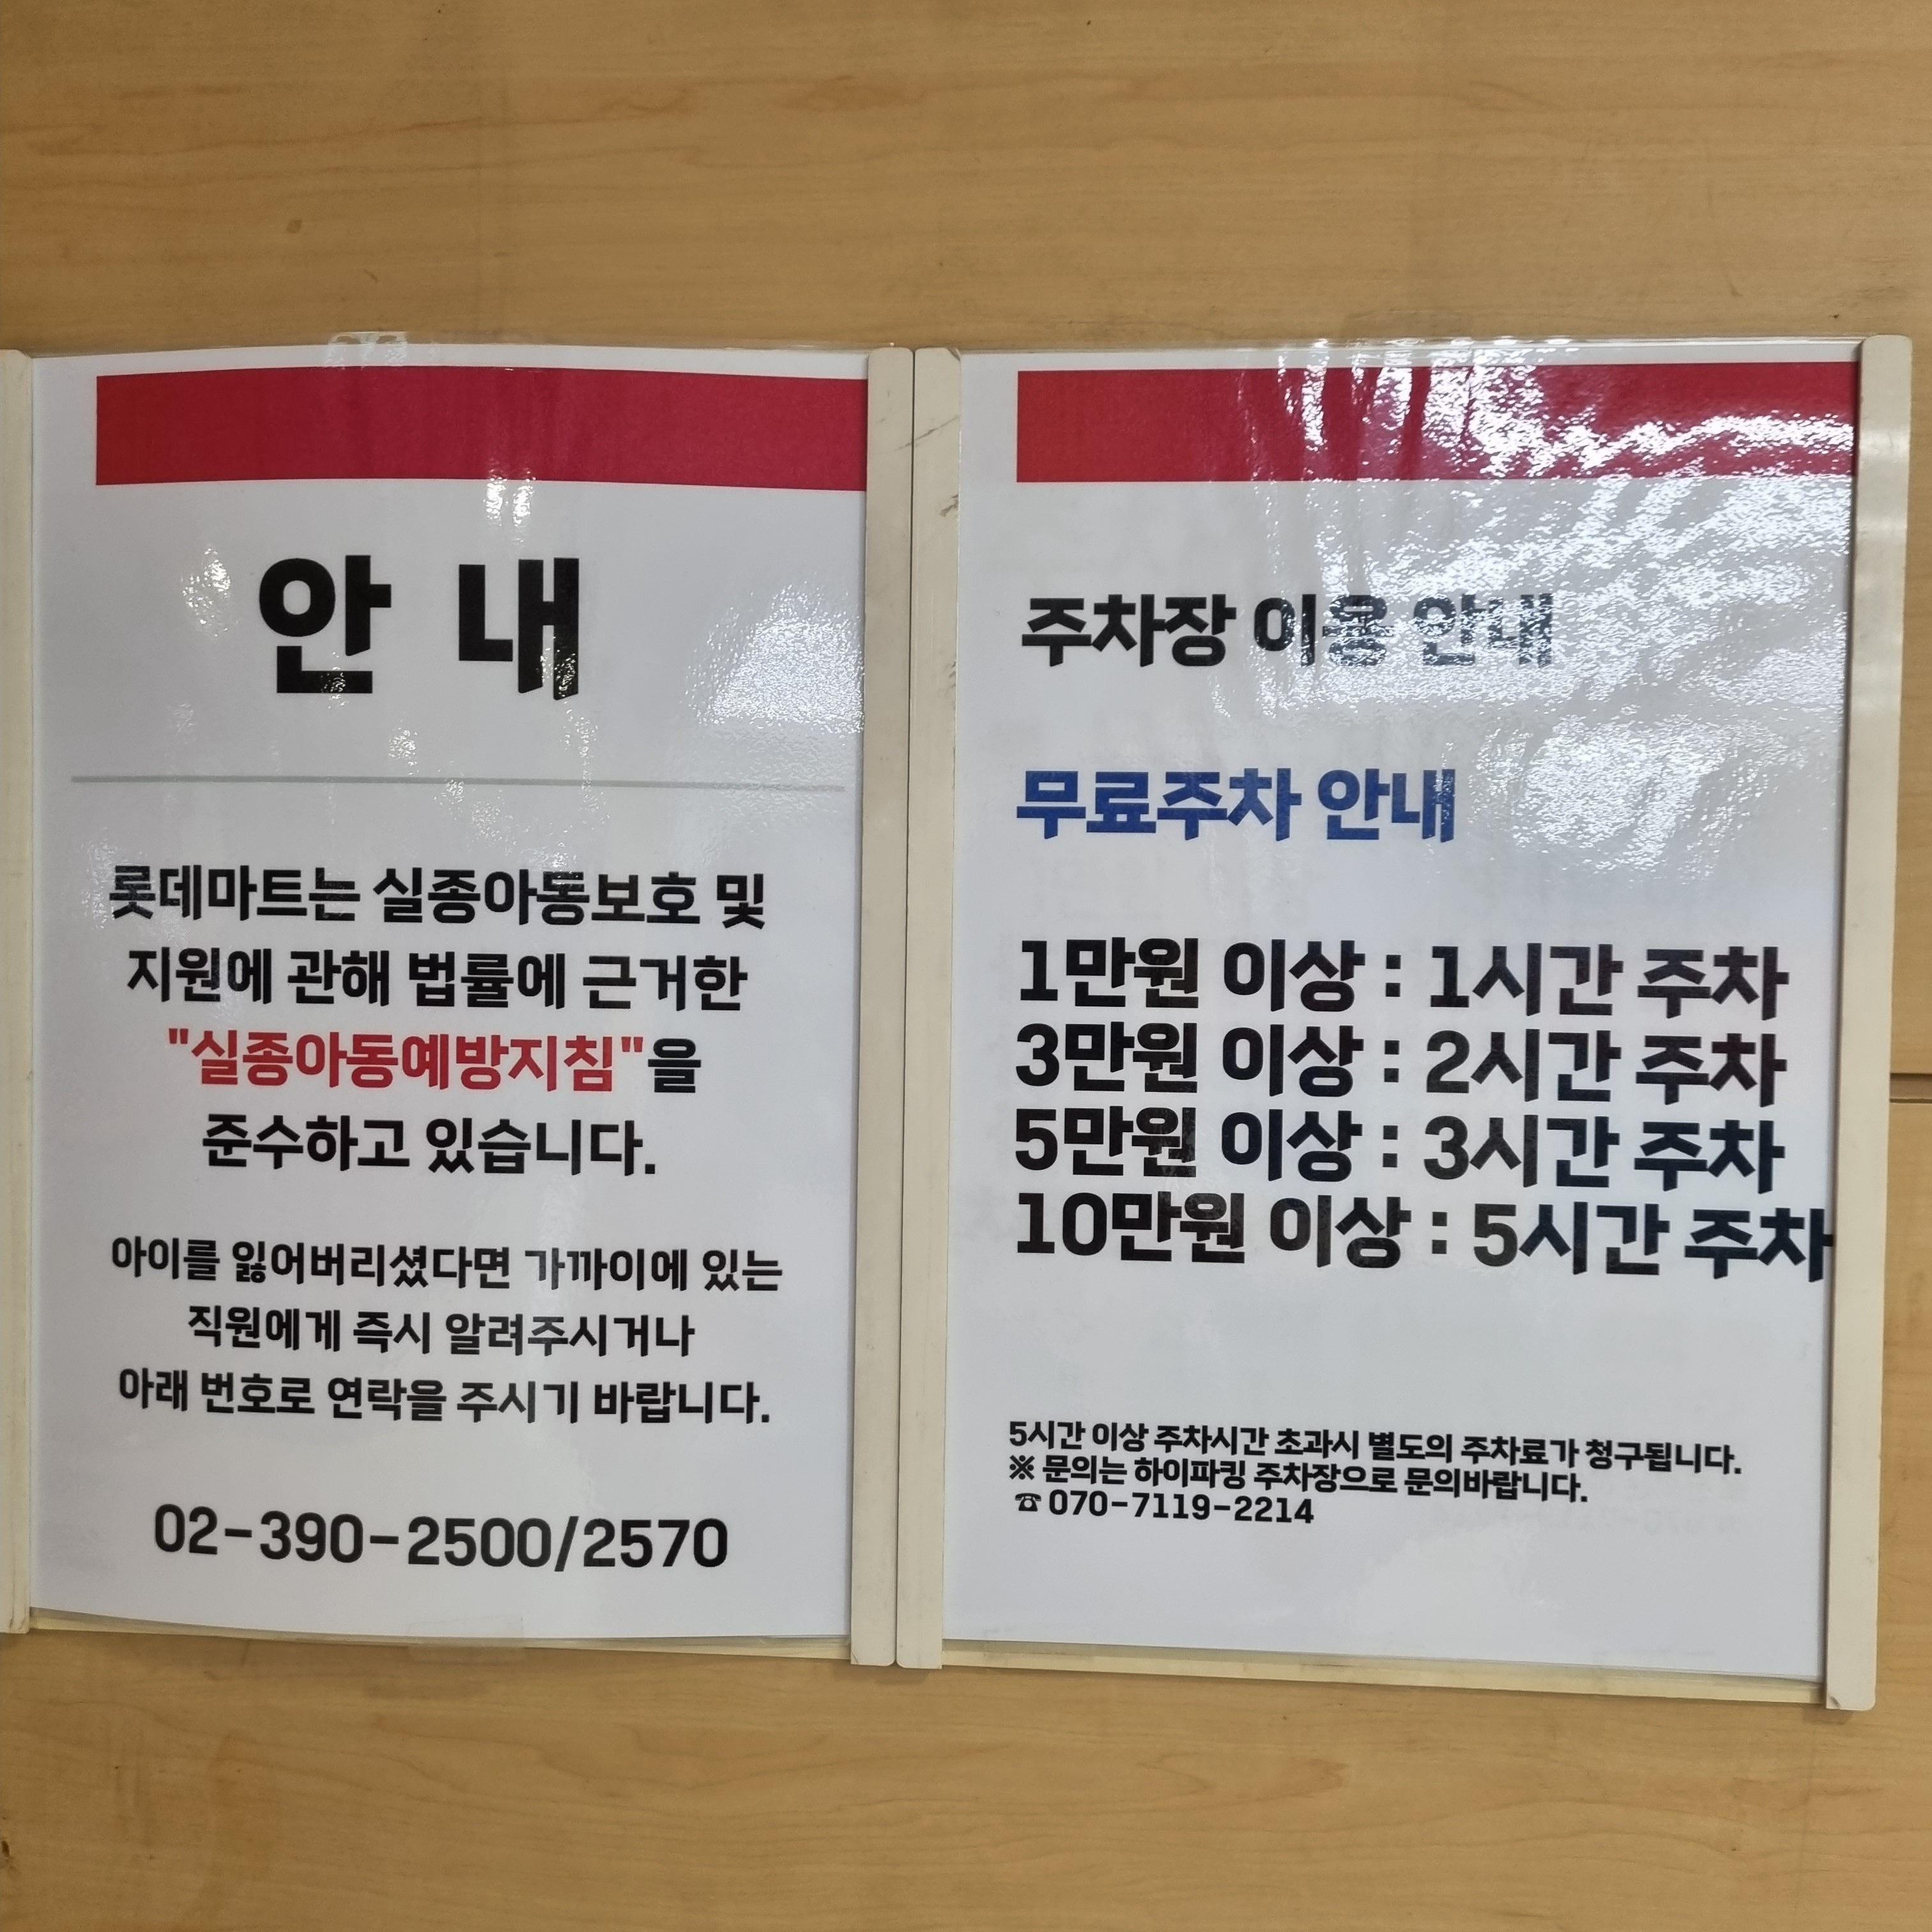 안 내
롯데마트는 실종아동보호 및
지원에 관해 법률에 근거한
"실종아동예방지침"을
준수하고 있습니다.
아이를 잃어버리셨다면 가까이에 있는
직원에게 즉시 알려주시거나
아래 번호로 연락을 주시기 바랍니다.
02-390-2500/2570
주차장 이용 안내
무료주차 안내
1만원 이상 : 1시간 주차
3만원 이상 : 2시간 주차
5만원 이상 : 3시간 주차
10만원 이상 : 5시간 주차
5시간 이상 주차시간 초과시 별도의 주차료가 청구됩니다.
※ 문의는 하이파킹 주차장으로 문의바랍니다.
☎070-7119-2214